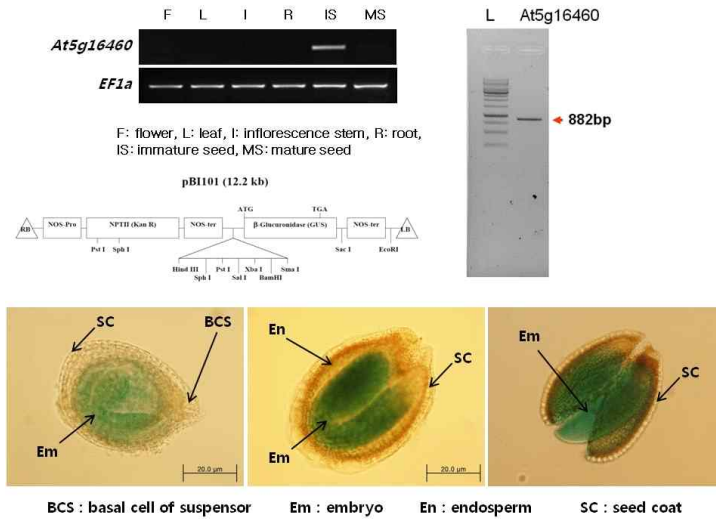 F L I R IS MS
At5g16460
EF1a
F: flower, L: leaf, I: inflorescence stem, R: root,
IS: immature seed, MS: mature seed
L At5g16460
882bp
pBI101 (12.2 kb)
ATG TGA
RB NOS-Pro NPTII (Kan R) NOS-ter β-Glucuronidase (GUS) NOS-ter LB
Pst I Sph I Sac I EcoRI
Hind III Pst I Xba I Sma I
Sph I Sal I BamHI
SC BCS
Em
20.0 µm
En
SC
Em
20.0 µm
Em
SC
20.0 µm
BCS : basal cell of suspensor Em : embryo En : endosperm SC : seed coat